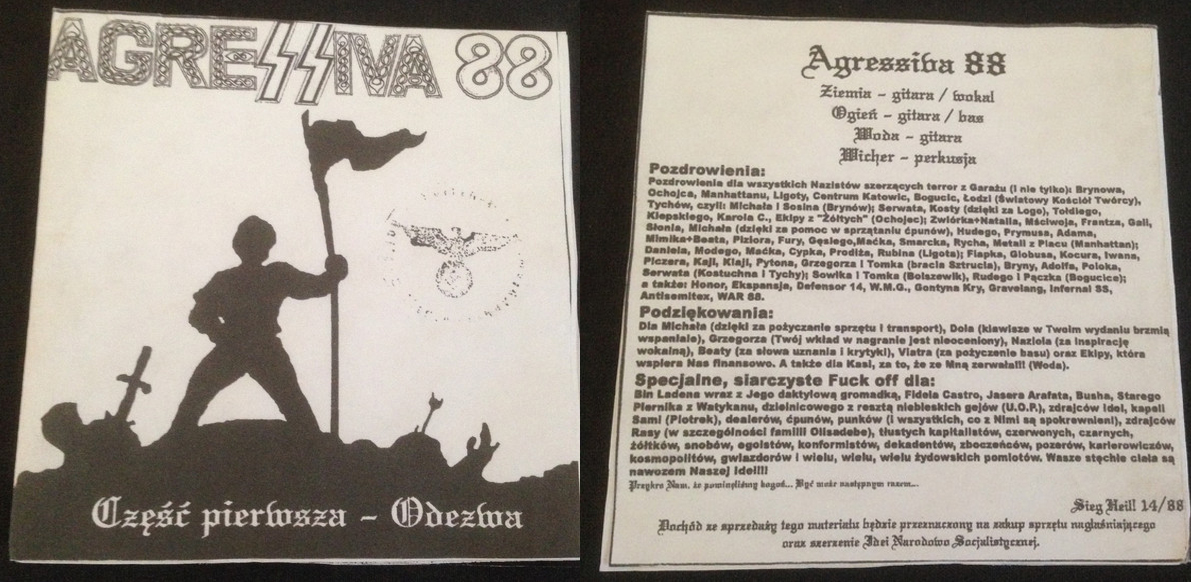 AGRESSIVA 88
Część pierwsza - Odezwa
Agressiva 88
Ziemia - gitara / wokal
Ogień - gitara / bas
Woda - gitara
Wicher - perkusja
Pozdrowienia:
Pozdrowienia dla wszystkich Nazistów szerzących terror z Garażu (i nie tylko): Brynowa,
Ochojca, Manhattanu, Ligoty, Centrum Katowic, Bogucic, Łodzi (Światowy Kościół Twórcy),
Tychów, czyli: Michała i Sosina (Brynów); Serwata, Kosty (dzięki za Logo), Tołdiego,
Kiepskiego, Karola C., Ekipy z "Żółtych" (Ochojec); Zwiórka+Natalia, Mściwoja, Frantza, Gali,
Słonia, Michała (dzięki za pomoc w sprzątaniu ćpunów), Hudego, Prymusa, Adama,
Mimika+Beata, Piziora, Fury, Gęsiego,Maćka, Smarcka, Rycha, Metali z Placu (Manhattan);
Daniela, Modego, Maćka, Cypka, Prodiża, Rubina (Ligota); Flapka, Globusa, Kocura, Iwana,
Piczera, Kaji, Klaji, Pytona, Grzegorza i Tomka (bracia Sztrucla), Bryny, Adolfa, Poloka,
Serwata (Kostuchna i Tychy); Sowika i Tomka (Bolszewik), Rudego i Pączka (Bogucice);
a także: Honor, Ekspansja, Defensor 14, W.M.G., Gontyna Kry, Graveland, Infernal SS,
Antisemitex, WAR 88.
Podziękowania:
Dla Michała (dzięki za pożyczanie sprzętu i transport), Dola (klawisze w Twoim wydaniu brzmią
wspaniale), Grzegorza (Twój wkład w nagranie jest nieoceniony), Naziola (za inspirację
wokalną), Beaty (za słowa uznania i krytyki), Viatra (za pożyczenie basu) oraz Ekipy, która
wspiera Nas finansowo. A także dla Kasi, za to, że ze Mną zerwała!!! (Woda).
Specjalne, siarczyste Fuck off dla:
Bin Ladena wraz z Jego daktylową gromadką, Fidela Castro, Jasera Arafata, Busha, Starego
Piernika z Watykanu, dzielnicowego z resztą niebieskich gejów (U.O.P.), zdrajców idei, kapeli
Sami (Piotrek), dealerów, ćpunów, punków (i wszystkich, co z Nimi są spokrewnieni), zdrajców
Rasy (w szczególności familii Olisadebe), tłustych kapitalistów, czerwonych, czarnych,
żółtków, snobów, egoistów, konformistów, dekadentów, zboczeńców, pozerów, karierowiczów,
kosmopolitów, gwiazdorów i wielu, wielu, wielu żydowskich pomiotów. Wasze stęchłe ciała są
nawozem Naszej Idei!!!
Przykro Nam, że pominęliśmy kogoś... Być może następnym razem...
Sieg Heil! 14/88
Dochód ze sprzedaży tego materiału będzie przeznaczony na zakup sprzętu nagłaśniającego
oraz szerzenie Idei Narodowo Socjalistycznej.